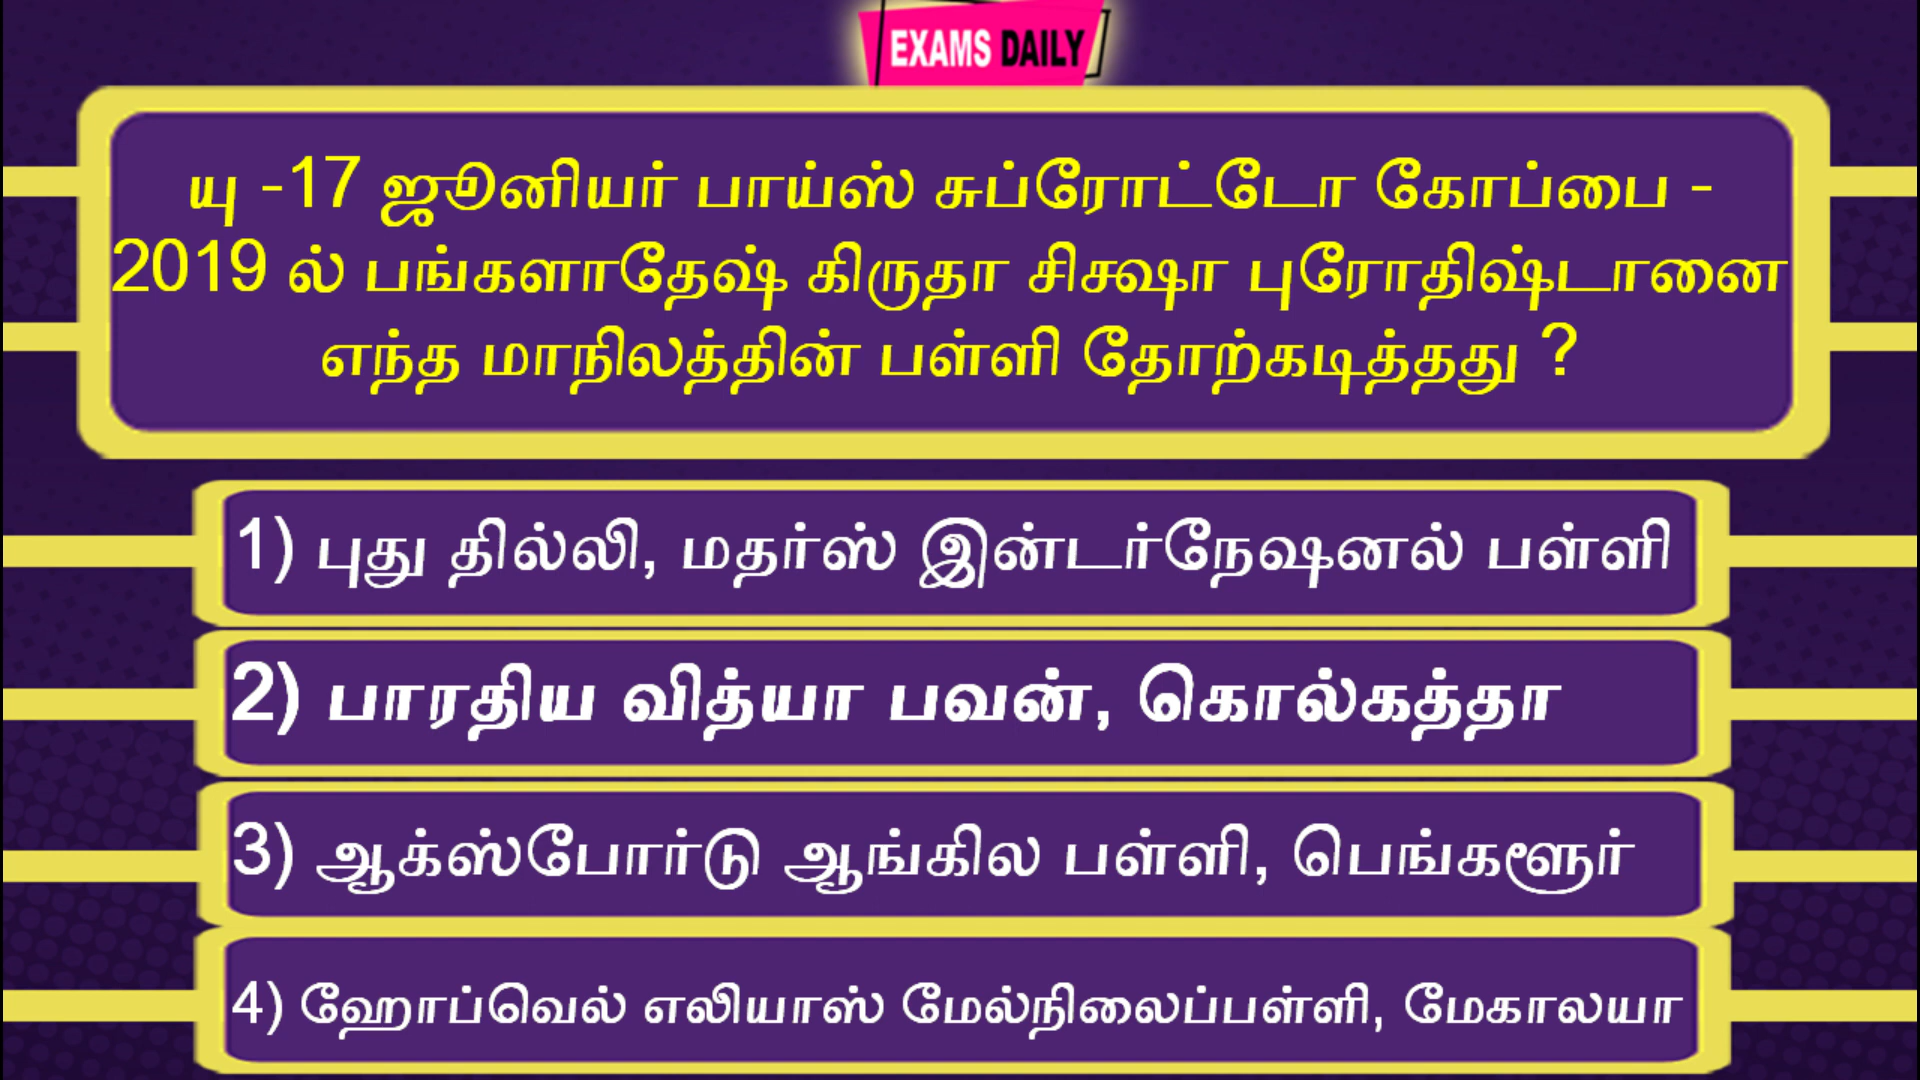 EXAMS DAILY
யு -17 ஜூனியர் பாய்ஸ் சுப்ரோட்டோ கோப்பை -
2019 ல் பங்களாதேஷ் கிருதா சிக்ஷா புரோதிஷ்டானை
எந்த மாநிலத்தின் பள்ளி தோற்கடித்தது ?
1) புது தில்லி, மதர்ஸ் இன்டர்நேஷனல் பள்ளி
2) பாரதிய வித்யா பவன், கொல்கத்தா
3) ஆக்ஸ்போர்டு ஆங்கில பள்ளி, பெங்களூர்
4) ஹோப்வெல் எலியாஸ் மேல்நிலைப்பள்ளி, மேகாலயா